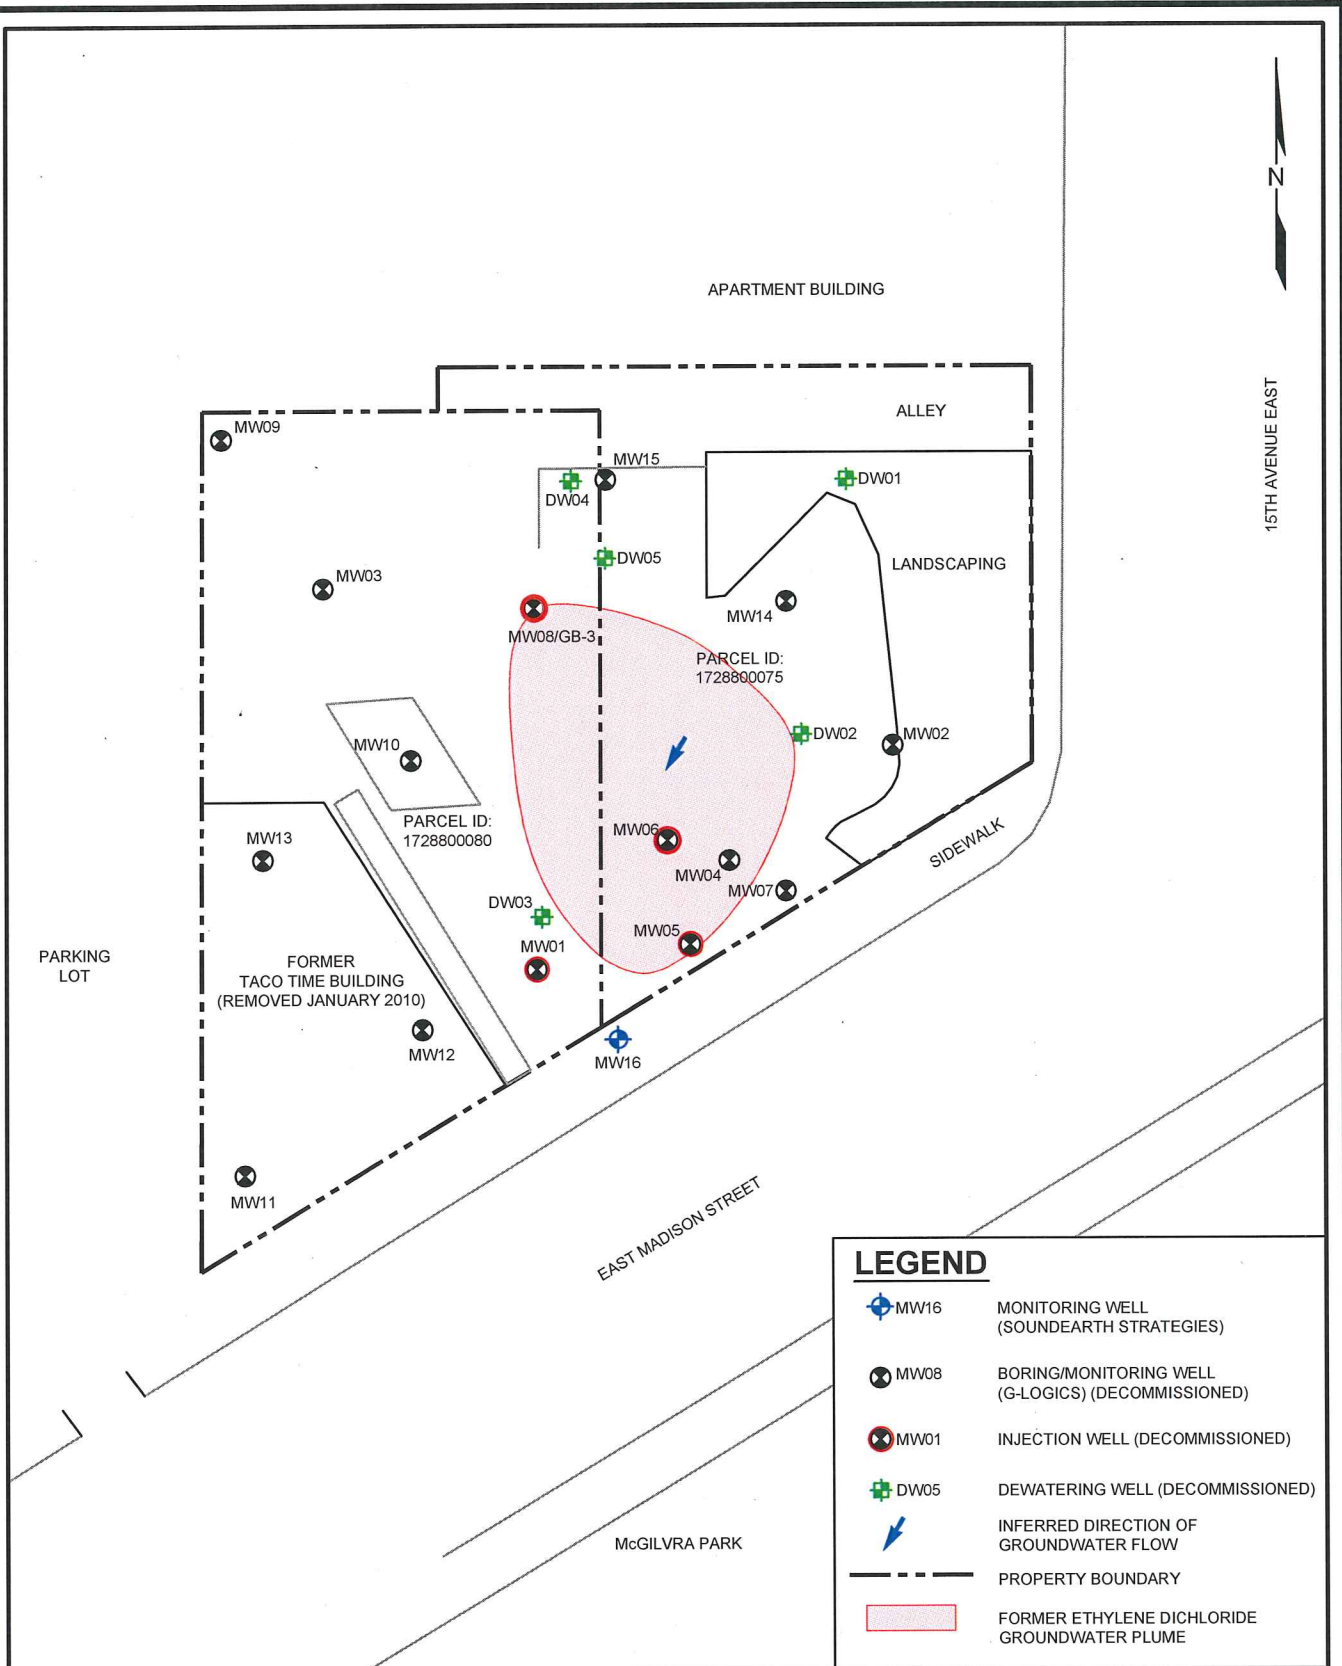 N
APARTMENT BUILDING
15TH AVENUE EAST
ALLEY
MW09
MW15
DW04
DW01
DW05
LANDSCAPING
MW03
MW14
MW08/GB-3
PARCEL ID:
1728800075
DW02
MW02
MW10
PARCEL ID:
1728800080
MW06
MW13
MW04
SIDEWALK
MW07
DW03
MW05
MW01
PARKING
LOT
FORMER
TACO TIME BUILDING
(REMOVED JANUARY 2010)
MW12
MW16
MW11
EAST MADISON STREET
McGILVRA PARK
LEGEND
MW16 MONITORING WELL
(SOUNDEARTH STRATEGIES)
MW08 BORING/MONITORING WELL
(G-LOGICS) (DECOMMISSIONED)
MW01 INJECTION WELL (DECOMMISSIONED)
DW05 DEWATERING WELL (DECOMMISSIONED)
INFERRED DIRECTION OF
GROUNDWATER FLOW
PROPERTY BOUNDARY
FORMER ETHYLENE DICHLORIDE
GROUNDWATER PLUME